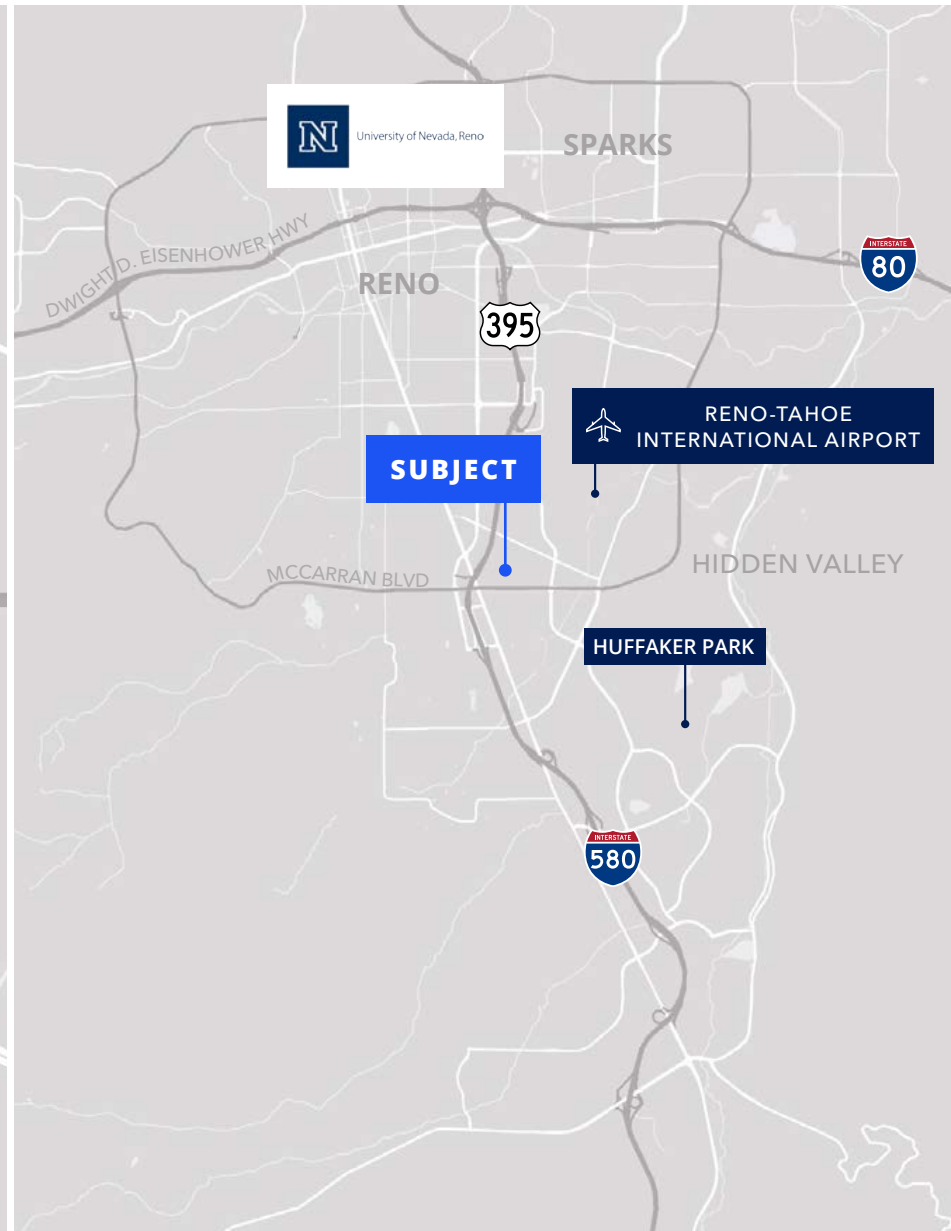 N
University of Nevada, Reno
SPARKS
DWIGHT D. EISENHOWER HWY
INTERSTATE
80
RENO
395
RENO-TAHOE
INTERNATIONAL AIRPORT
SUBJECT
HIDDEN VALLEY
MCCARRAN BLVD
HUFFAKER PARK
INTERSTATE
580